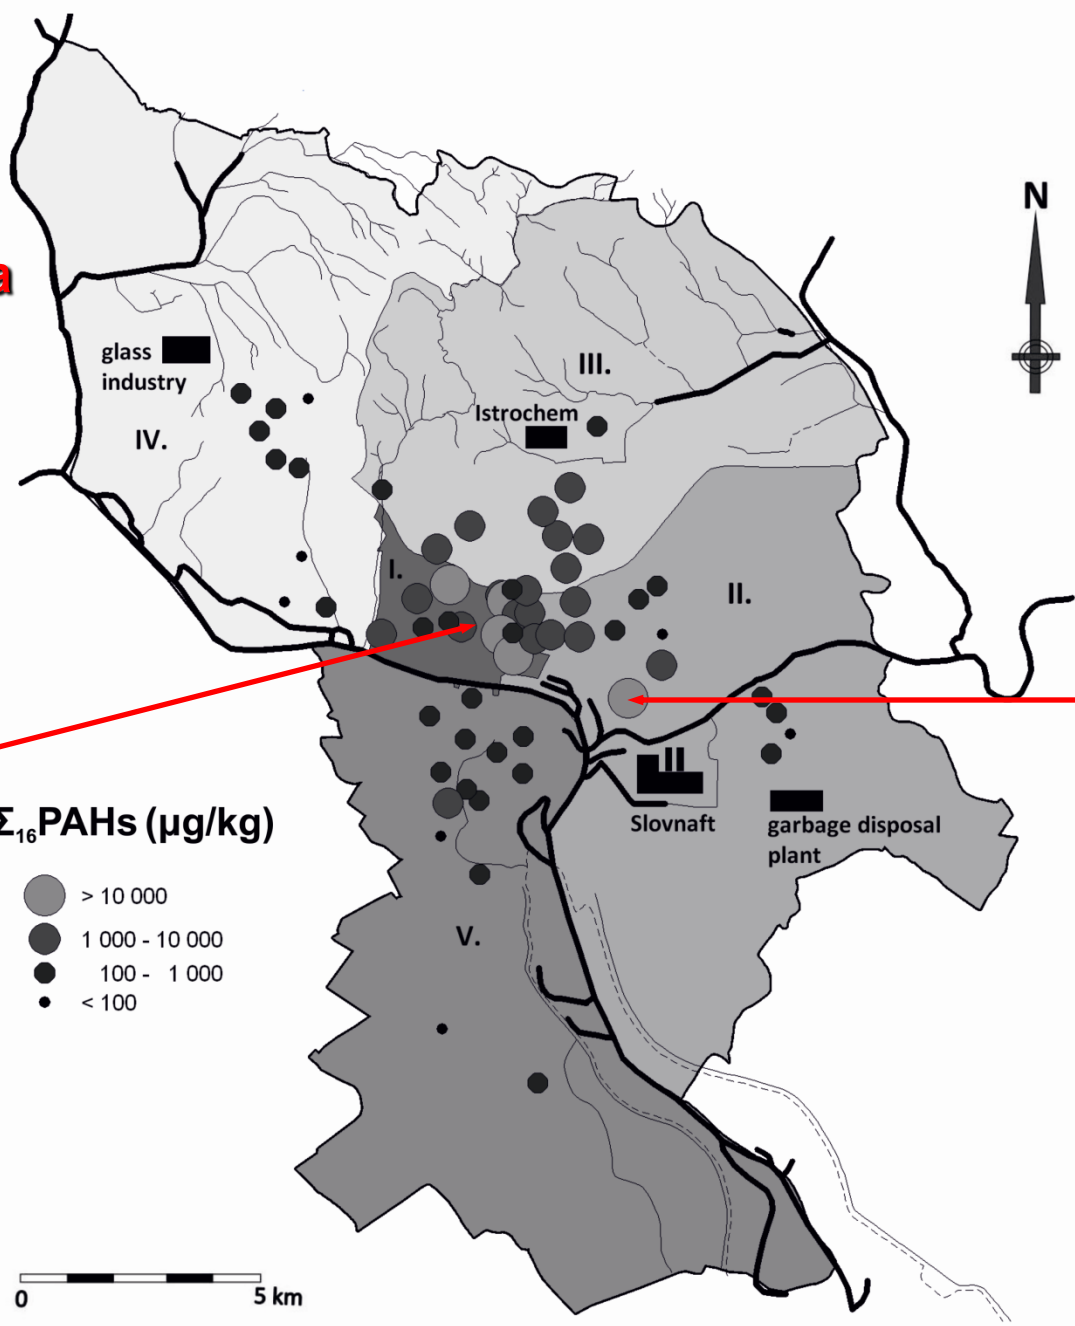 N
a
glass
industry
III.
Istrochem
IV.
I.
II.
Slovnaft
garbage disposal
plant
Σ₁₆PAHs (µg/kg)
> 10 000
1 000 - 10 000
100 - 1 000
< 100
V.
0 5 km